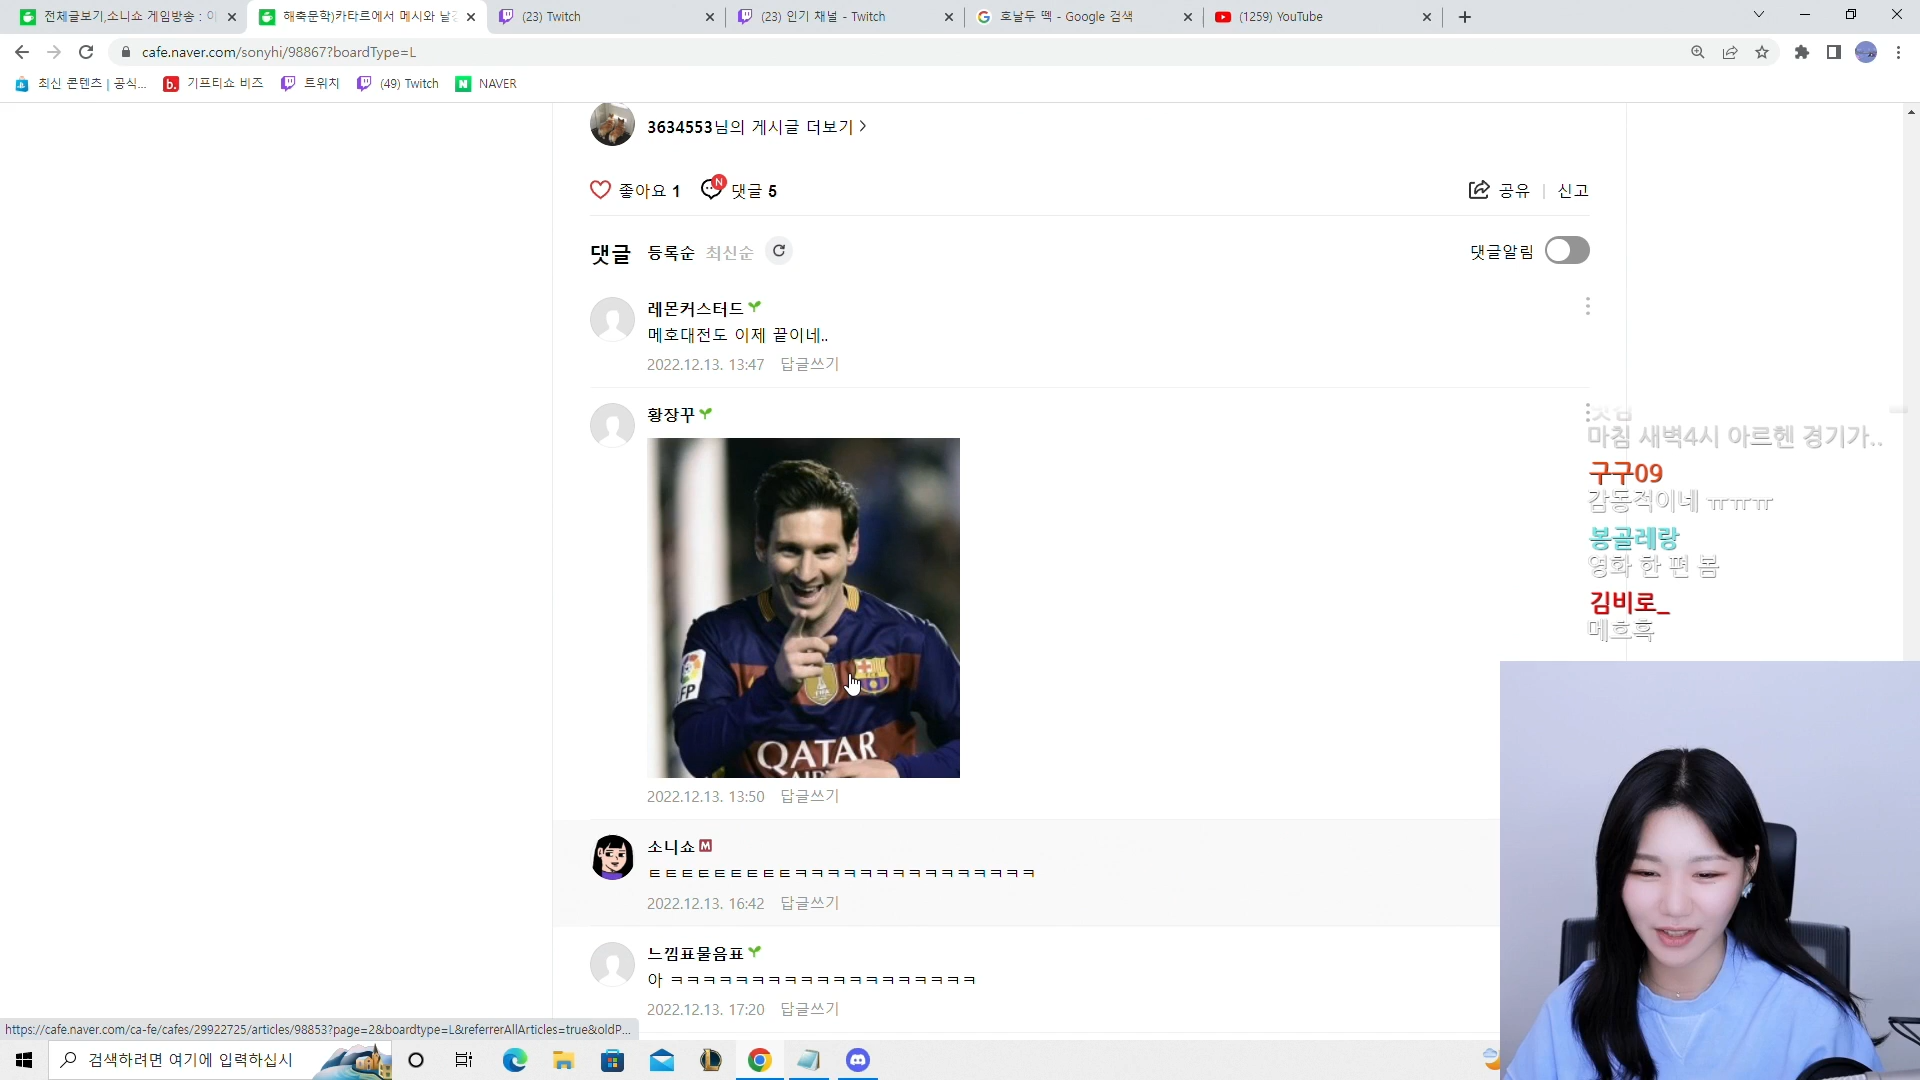 전체글보기,소니쇼 게임방송 : 
해축문학)카타르에서 메시와 날
(23) Twitch
(23) 인기 채널 - Twitch
호날두 떽 - Google 검색
(1259) YouTube
cafe.naver.com/sonyhi/98867?boardType=L
최신 콘텐츠 | 공식...
b.
기프티쇼 비즈
트위치
(49) Twitch
N
NAVER
3634553님의 게시글 더보기 >
좋아요 1
N
댓글 5
공유
신고
댓글
등록순
최신순
댓글알림
레몬커스터드
메호대전도 이제 끝이네..
2022.12.13. 13:47
답글쓰기
황장꾸
FP
FIFA
QATAR
2022.12.13. 13:50
답글쓰기
소니쇼
M
ㅌㅌㅌㅌㅌㅌㅌㅌㅌㅋㅋㅋㅋㅋㅋㅋㅋㅋㅋㅋㅋㅋㅋㅋ
2022.12.13. 16:42
답글쓰기
느낌표물음표
아 ㅋㅋㅋㅋㅋㅋㅋㅋㅋㅋㅋㅋㅋㅋㅋㅋㅋㅋㅋ
2022.12.13. 17:20
답글쓰기
마침 새벽4시 아르헨 경기가..
구구09
감동적이네 ㅠㅠㅠ
봉골레랑
영화 한 편 봄
김비로_
메흐흑
https://cafe.naver.com/ca-fe/cafes/29922725/articles/98853?page=2&boardtype=L&referrerAllArticles=true&oldP...
검색하려면 여기에 입력하십시